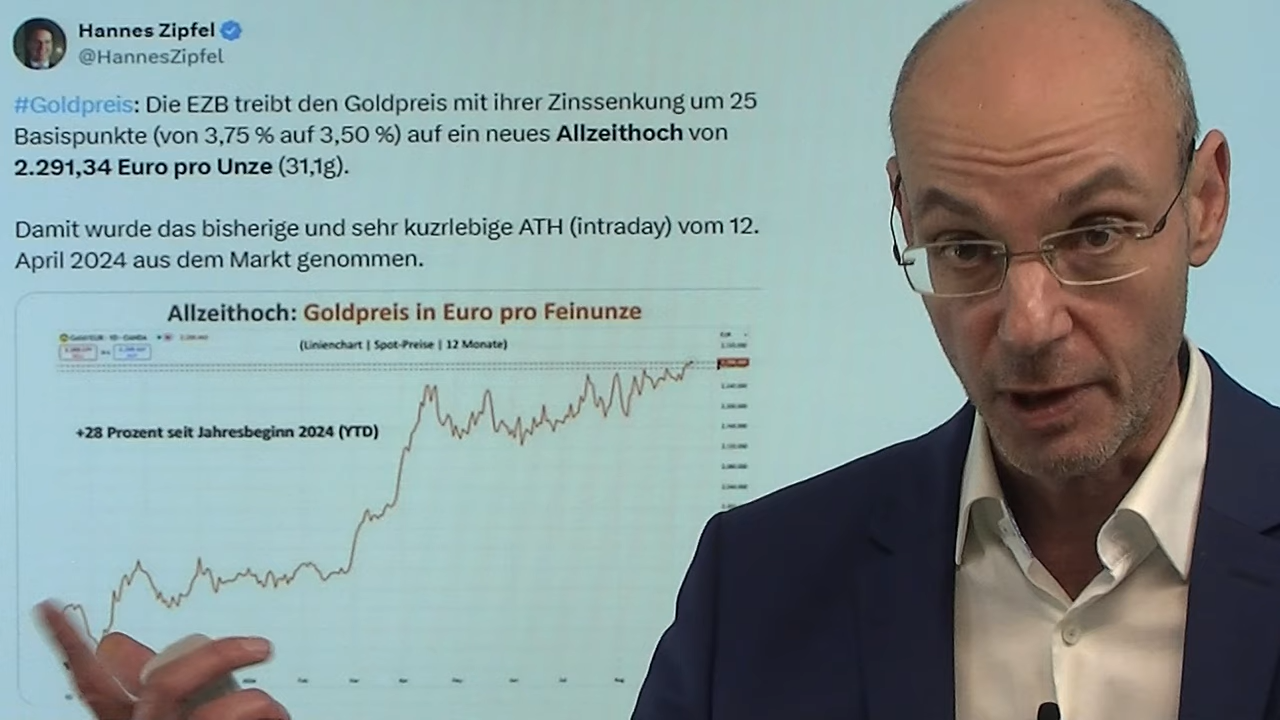 Hannes Zipfel
@HannesZipfel
#Goldpreis: Die EZB treibt den Goldpreis mit ihrer Zinssenkung um 25
Basispunkte (von 3,75 % auf 3,50 %) auf ein neues Allzeithoch von
2.291,34 Euro pro Unze (31,1g).
Damit wurde das bisherige und sehr kuzrlebige ATH (intraday) vom 12.
April 2024 aus dem Markt genommen.
Allzeithoch: Goldpreis in Euro pro Feinunze
(Linienchart | Spot-Preise | 12 Monate)
+28 Prozent seit Jahresbeginn 2024 (YTD)